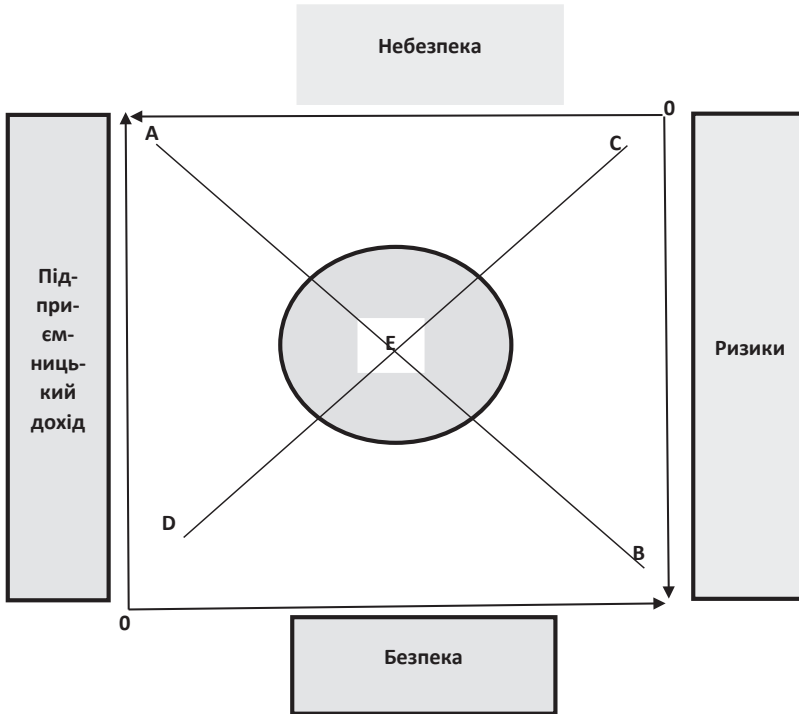 Небезпека
0
A
C
Під-
при-
єм-
ниць-
кий
дохід
E
Ризики
D
B
0
Безпека